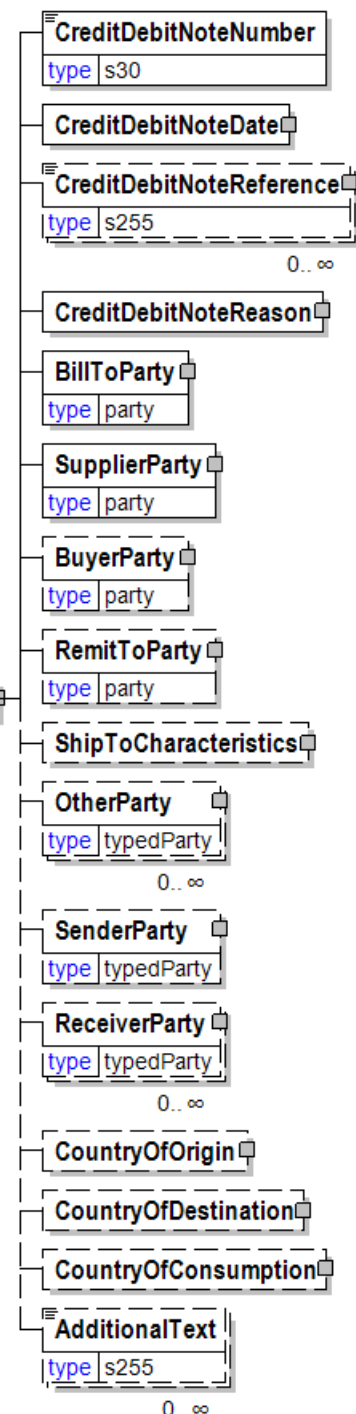 CreditDebitNoteNumber
type s30
CreditDebitNoteDate
CreditDebitNoteReference
type s255
0.. ∞
CreditDebitNoteReason
BillToParty
type party
SupplierParty
type party
BuyerParty
type party
RemitToParty
type party
ShipToCharacteristics
OtherParty
type typedParty
0.. ∞
SenderParty
type typedParty
ReceiverParty
type typedParty
0.. ∞
CountryOfOrigin
CountryOfDestination
CountryOfConsumption
AdditionalText
type s255
0.. ∞